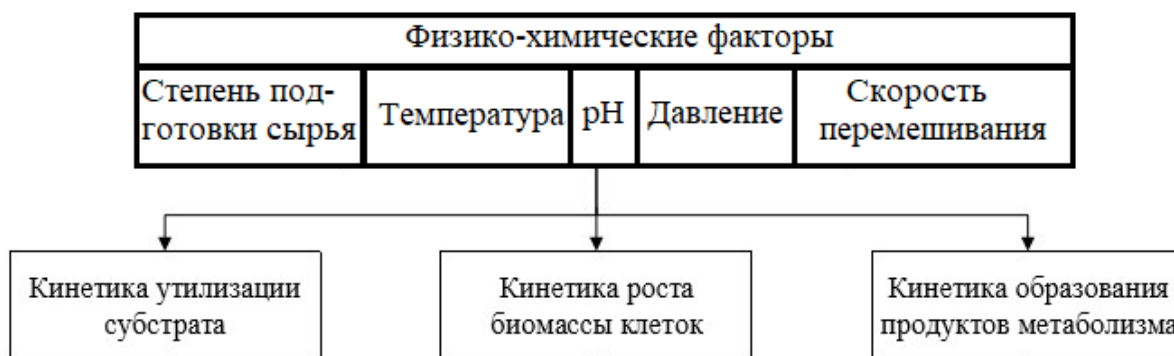 Физико-химические факторы
Степень под-
готовки сырья
Температура
pH
Давление
Скорость
перемешивания
Кинетика утилизации
субстрата
Кинетика роста
биомассы клеток
Кинетика образования
продуктов метаболизма